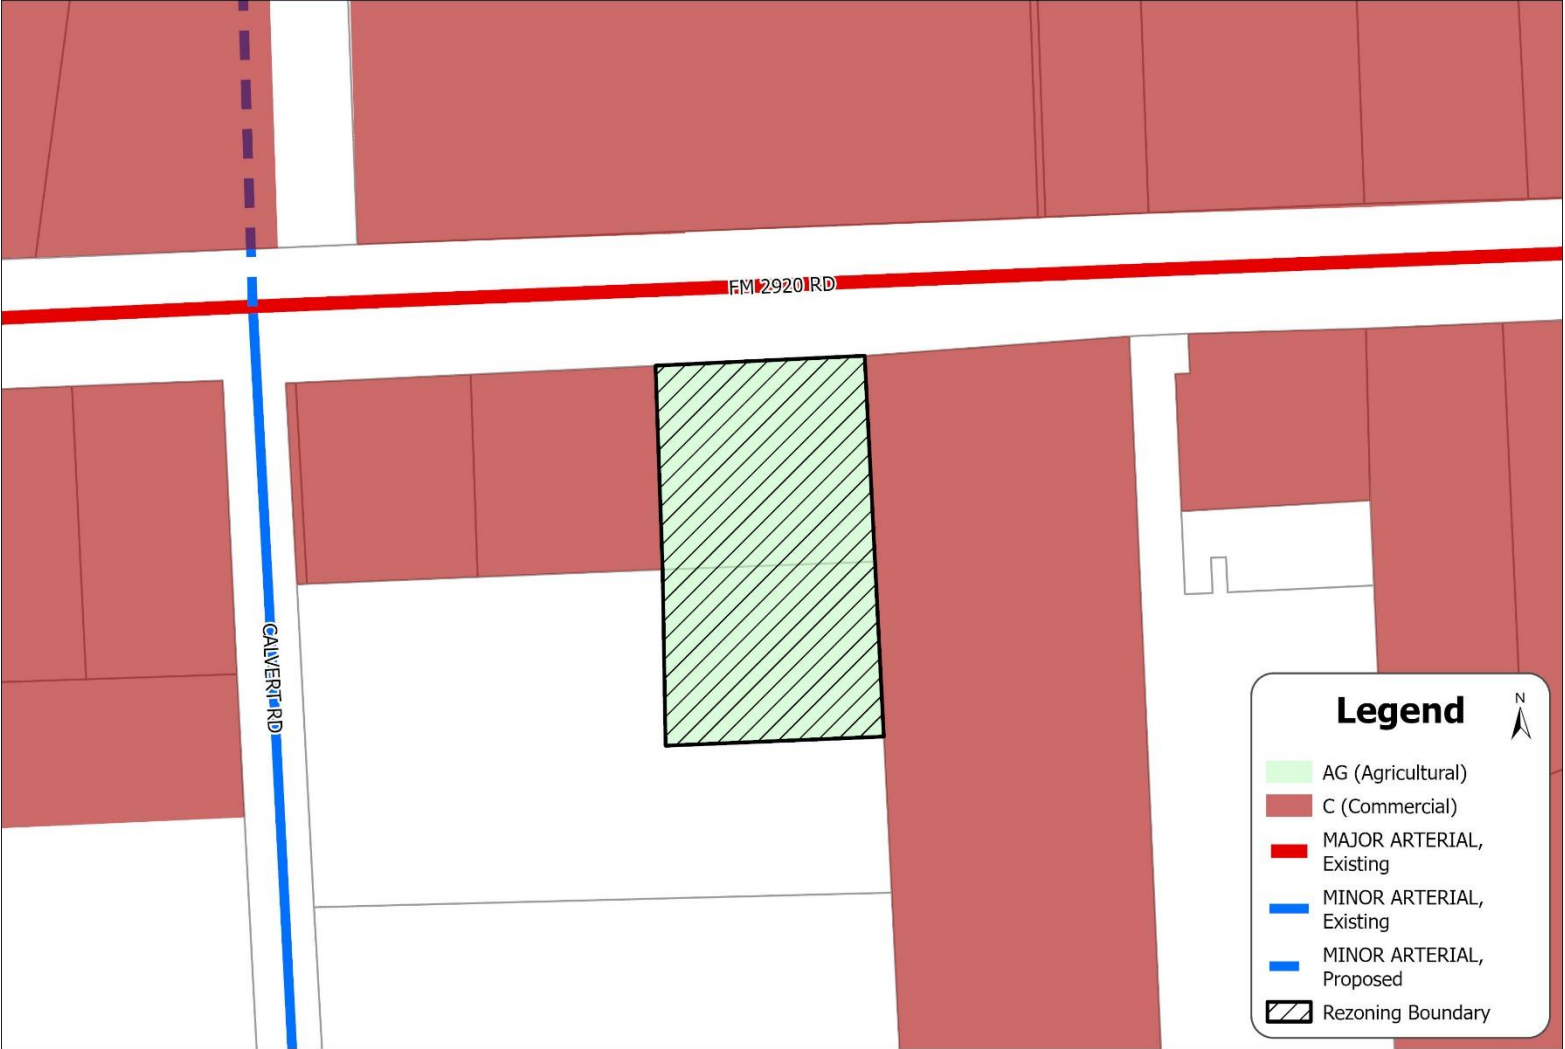 FM 2920 RD
CALVERT RD
Legend
N
AG (Agricultural)
C (Commercial)
MAJOR ARTERIAL,
Existing
MINOR ARTERIAL,
Existing
MINOR ARTERIAL,
Proposed
Rezoning Boundary